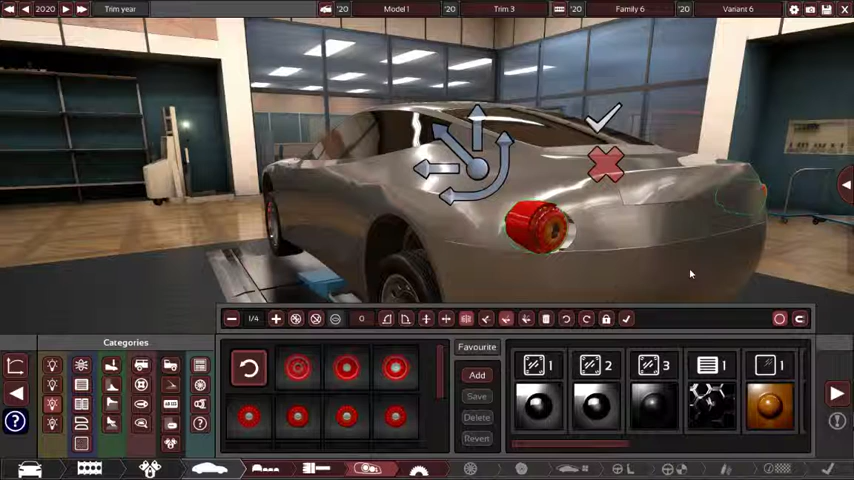 2020 Trim year '20 Model 1 '20 Trim 3 '20 Family 6 '20 Variant 6
1/4 0
Categories
Favourite
Add
Save
Delete
Revert
1 2 3 1 1